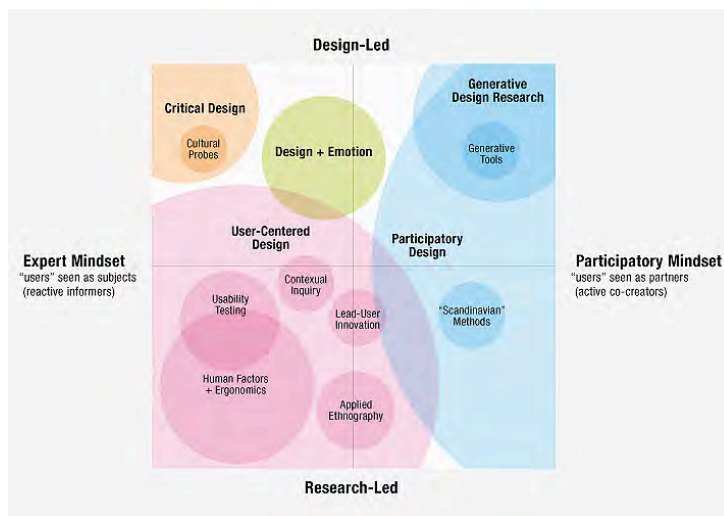 Design-Led
Generative
Design Research
Critical Design
Cultural
Probes
Design + Emotion
Generative
Tools
User-Centered
Design
Participatory
Design
Expert Mindset
"users" seen as subjects
(reactive informers)
Participatory Mindset
"users" seen as partners
(active co-creators)
Contexual
Inquiry
Usability
Testing
Lead-User
Innovation
"Scandinavian"
Methods
Human Factors
+ Ergonomics
Applied
Ethnography
Research-Led